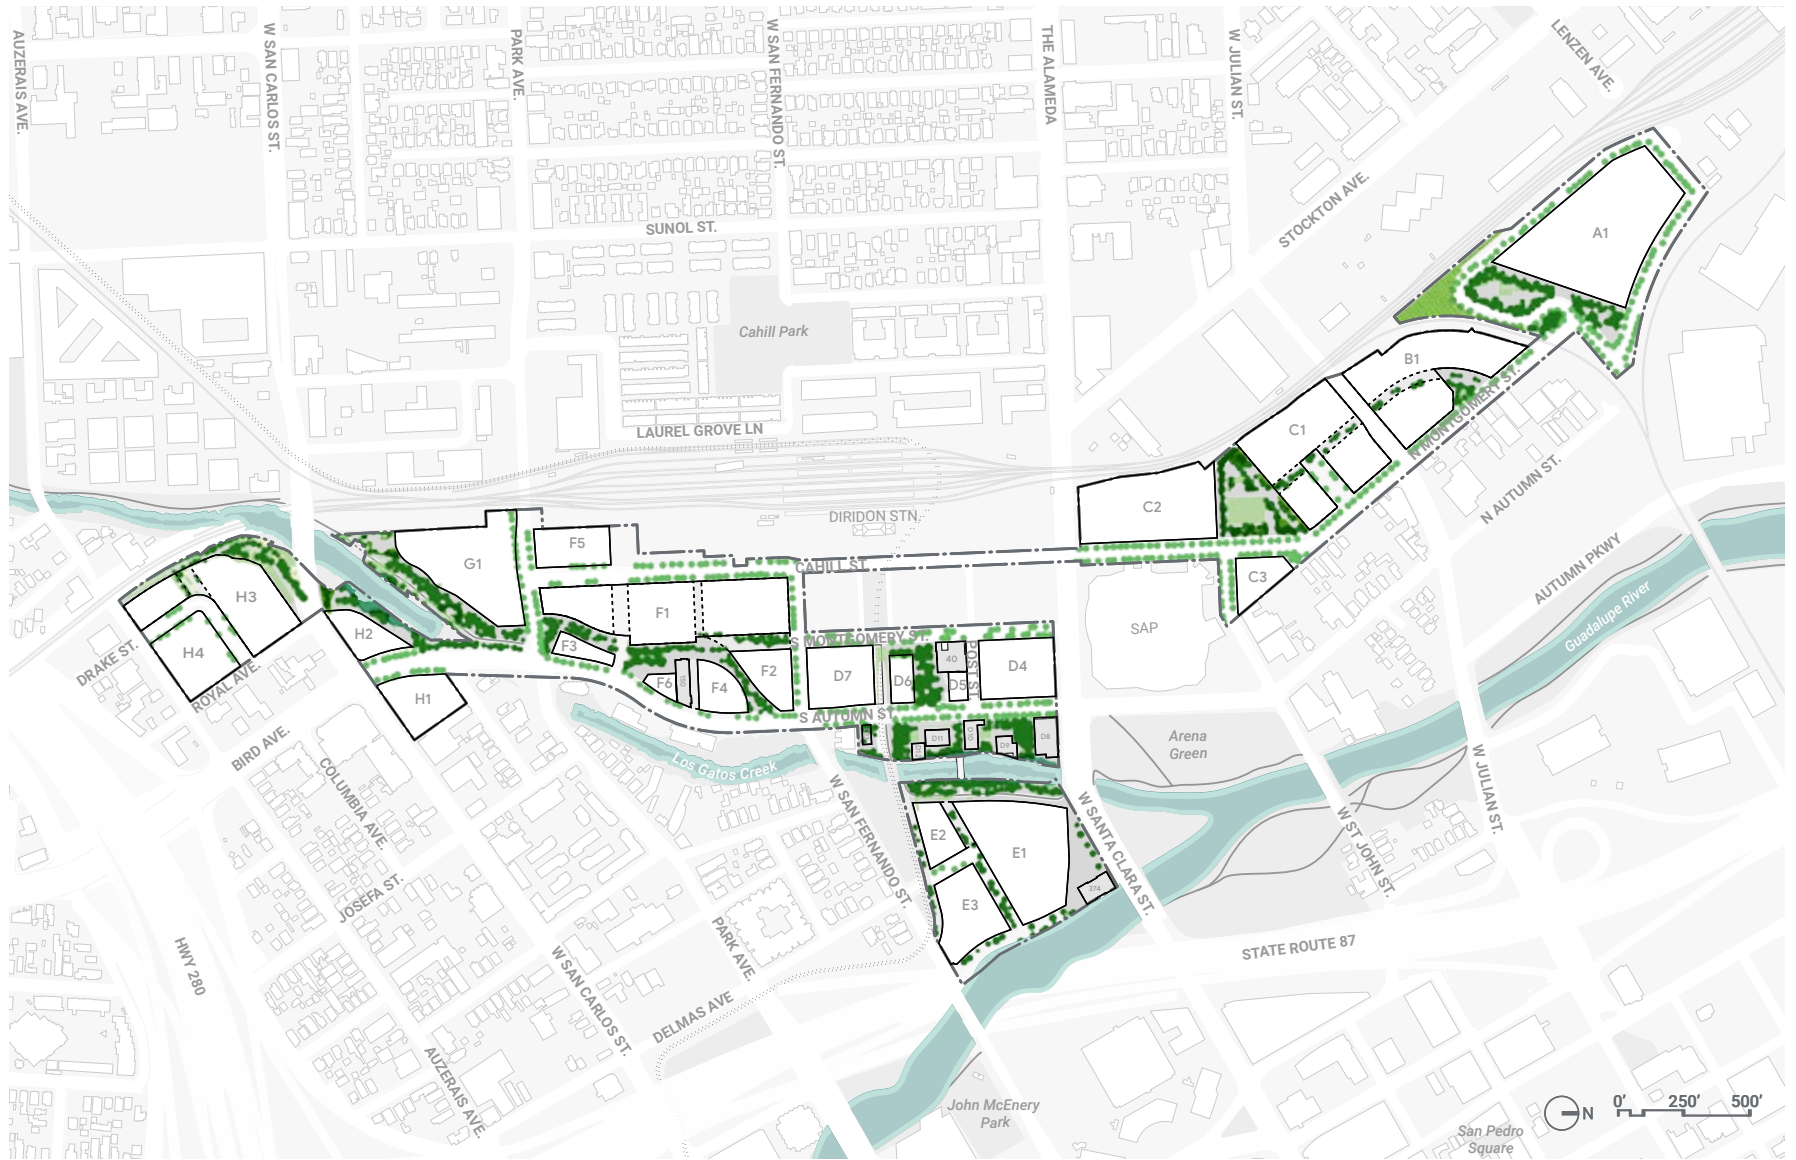 AUZERAIS AVE.
W SAN CARLOS ST.
PARK AVE.
W SAN FERNANDO ST.
THE ALAMEDA
W JULIAN ST.
LENZEN AVE.
STOCKTON AVE.
SUNOL ST.
A1
Cahill Park
B1
LAUREL GROVE LN
C1
N MONTGOMERY ST.
N AUTUMN ST.
C2
DIRIDON STN
F5
G1
CAHILL ST.
C3
AUTUMN PKWY
Guadalupe River
H3
F1
H2
F3
S MONTGOMERY ST.
SAP
H4
DRAKE ST.
ROYAL AVE.
40
POST ST
D4
F2
D7
D6
D5
F6
F4
H1
S AUTUMN ST.
BIRD AVE.
D11
D10
D9
D8
Arena
Green
Los Gatos Creek
COLUMBIA AVE.
W SAN FERNANDO ST.
W SANTA CLARA ST.
W ST JOHN ST.
W JULIAN ST.
E2
E1
E3
374
JOSEFA ST.
HWY 280
W SAN CARLOS ST.
PARK AVE.
STATE ROUTE 87
DELMAS AVE
AUZERAIS AVE.
John McEnery
Park
N
0' 250' 500'
San Pedro
Square